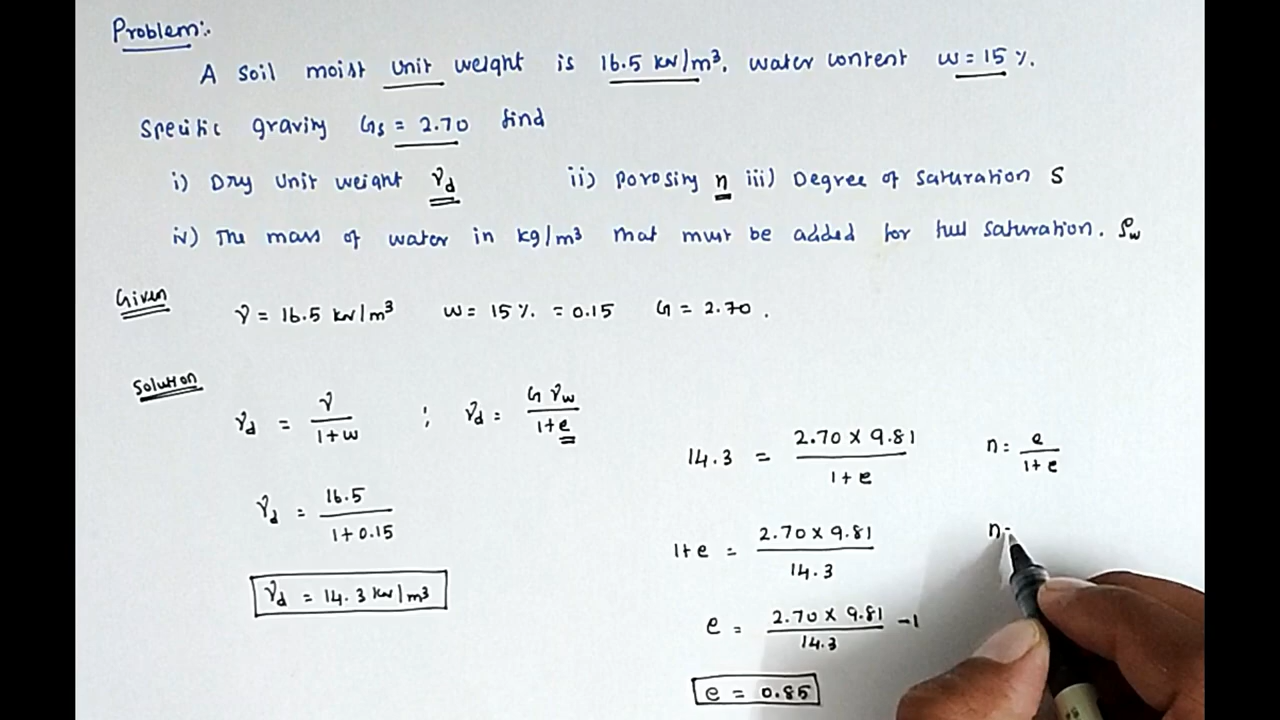 Problem:.
A soil moist unit weight is 16.5 kN/m³, water content w = 15 %.
Specific gravity Gs = 2.70 find
i) Dry unit weight γd ii) Porosity n iii) Degree of saturation S
iv) The mass of water in kg/m³ that must be added for full saturation. ρw
Given
γ = 16.5 kN/m³ w = 15 %. = 0.15 G = 2.70 .
Solution
γd = γ / 1+w ; γd = G γw / 1+e
γd = 16.5 / 1+0.15
γd = 14.3 kN/m³
14.3 = 2.70 × 9.81 / 1+e
1+e = 2.70 × 9.81 / 14.3
e = 2.70 × 9.81 / 14.3 -1
e = 0.85
n = e / 1+e
n =